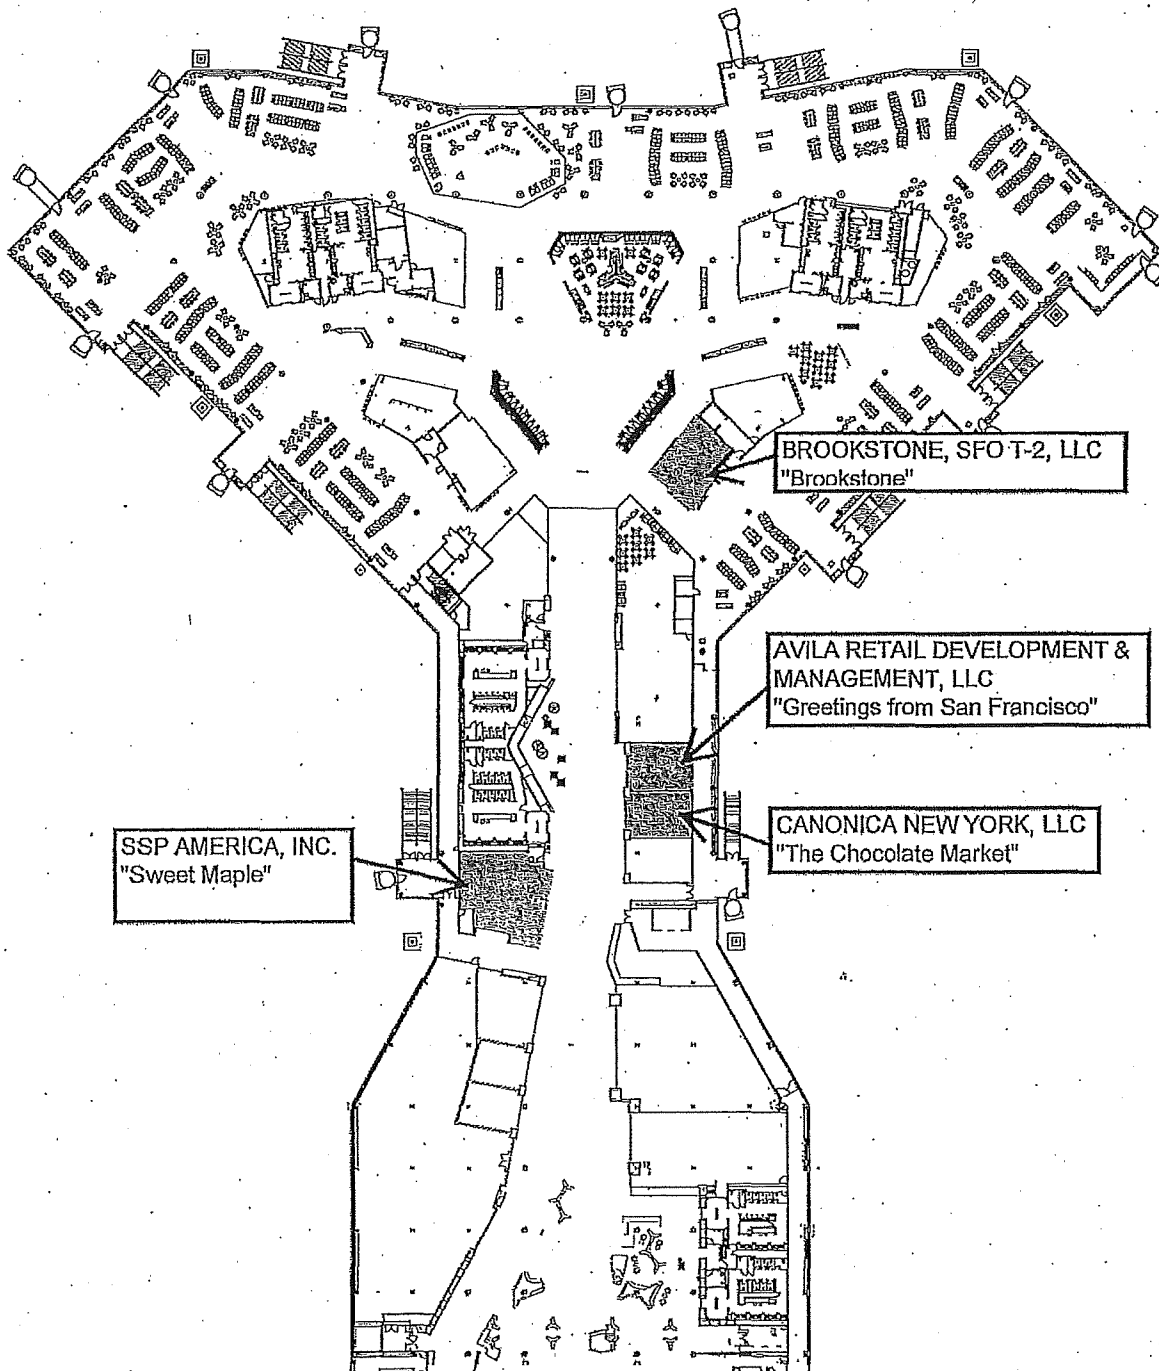 BROOKSTONE, SFO T-2, LLC
"Brookstone"
AVILA RETAIL DEVELOPMENT &
MANAGEMENT, LLC
"Greetings from San Francisco"
CANONICA NEW YORK, LLC
"The Chocolate Market"
SSP AMERICA, INC.
"Sweet Maple"